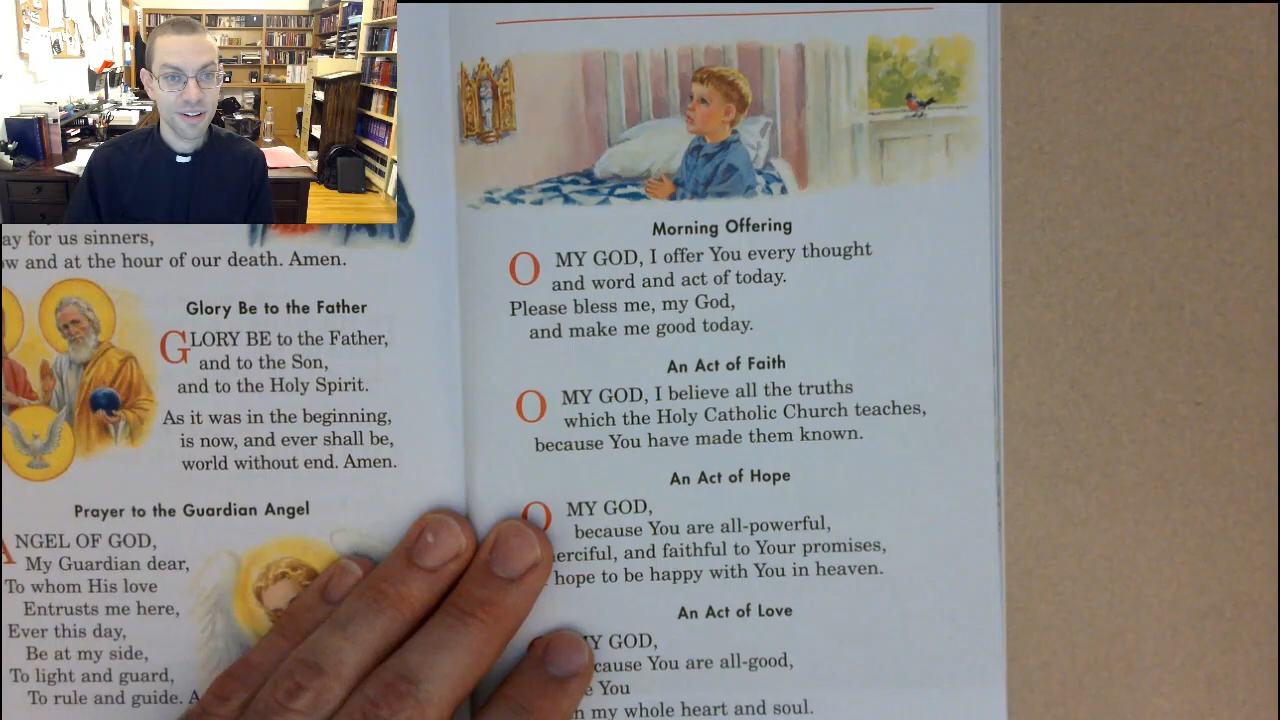 ay for us sinners,
ow and at the hour of our death. Amen.
Glory Be to the Father
GLORY BE to the Father,
and to the Son,
and to the Holy Spirit.
As it was in the beginning,
is now, and ever shall be,
world without end. Amen.
Prayer to the Guardian Angel
ANGEL OF GOD,
My Guardian dear,
To whom His love
Entrusts me here,
Ever this day,
Be at my side,
To light and guard,
To rule and guide. A
Morning Offering
O MY GOD, I offer You every thought
and word and act of today.
Please bless me, my God,
and make me good today.
An Act of Faith
O MY GOD, I believe all the truths
which the Holy Catholic Church teaches,
because You have made them known.
An Act of Hope
O MY GOD,
because You are all-powerful,
erciful, and faithful to Your promises,
hope to be happy with You in heaven.
An Act of Love
Y GOD,
cause You are all-good,
e You
n my whole heart and soul.